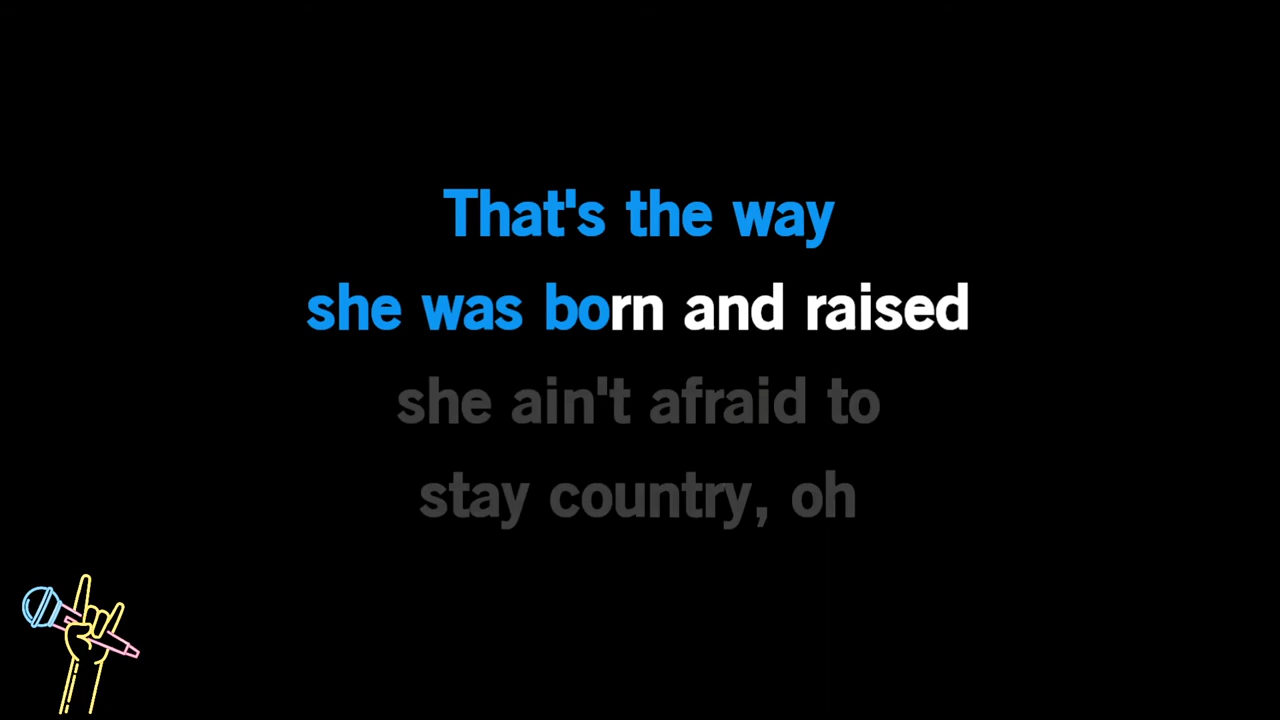 That's the way
she was born and raised
she ain't afraid to
stay country, oh